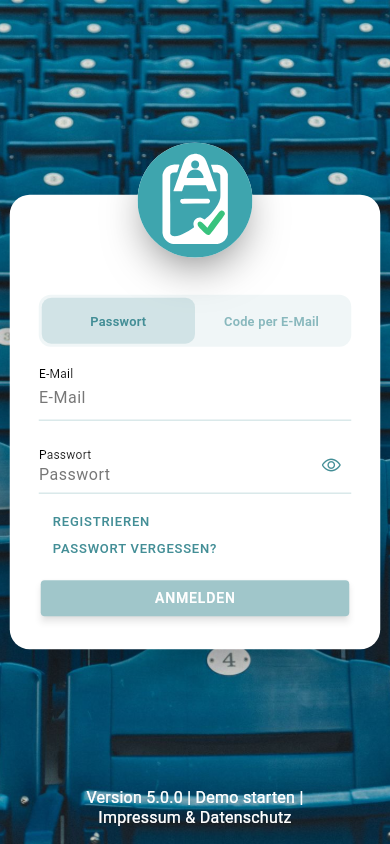 Passwort
Code per E-Mail
E-Mail
E-Mail
Passwort
Passwort
REGISTRIEREN
PASSWORT VERGESSEN?
ANMELDEN
4
Version 5.0.0 | Demo starten |
Impressum & Datenschutz